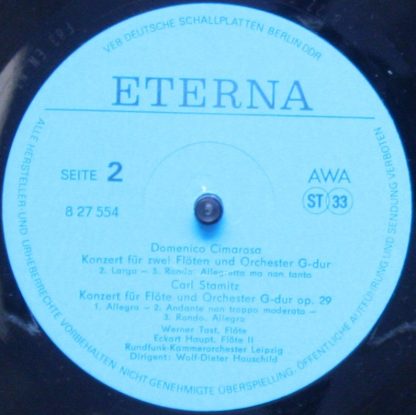 VEB DEUTSCHE SCHALLPLATTEN BERLIN DDR
ETERNA
SEITE 2
AWA
8 27 554
ST 33
Domenico Cimarosa
Konzert für zwei Flöten und Orchester G-dur
2. Largo – 3. Rondo. Allegretto ma non tanto
Carl Stamitz
Konzert für Flöte und Orchester G-dur op. 29
1. Allegro – 2. Andante non troppo moderato –
3. Rondo. Allegro
Werner Tast, Flöte
Eckart Haupt, Flöte II
Rundfunk-Kammerorchester Leipzig
Dirigent: Wolf-Dieter Hauschild
ALLE HERSTELLER- UND URHEBERRECHTE VORBEHALTEN NICHT GENEHMIGTE ÜBERSPIELUNG, ÖFFENTLICHE AUFFÜHRUNG UND SENDUNG VERBOTEN